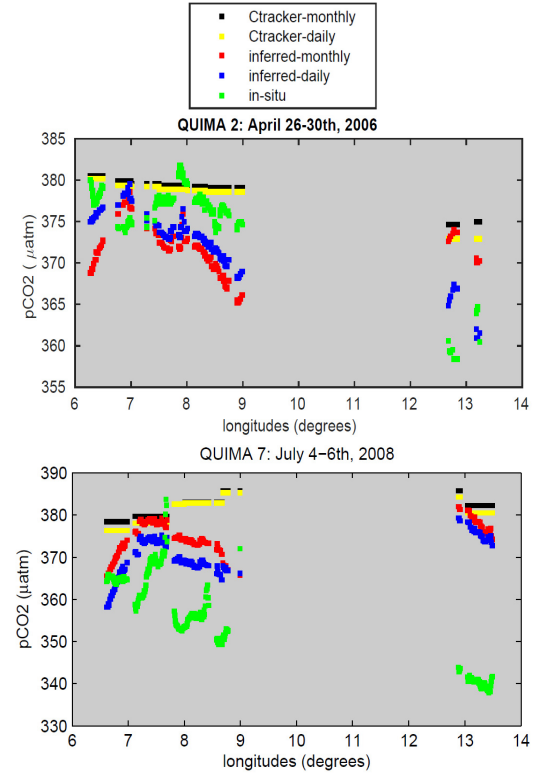 Ctracker-monthly
Ctracker-daily
inferred-monthly
inferred-daily
in-situ
QUIMA 2: April 26-30th, 2006
385
380
375
370
365
360
355
pCO2 ( µatm)
6 7 8 9 10 11 12 13 14
longitudes (degrees)
QUIMA 7: July 4−6th, 2008
390
380
370
360
350
340
330
pCO2 (µatm)
6 7 8 9 10 11 12 13 14
longitudes (degrees)